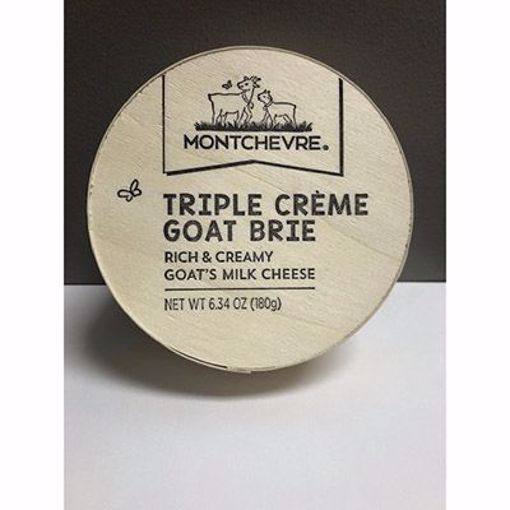 MONTCHEVRE®
TRIPLE CRÈME
GOAT BRIE
RICH & CREAMY
GOAT'S MILK CHEESE
NET WT 6.34 OZ (180g)